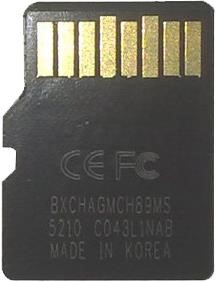 CE FC
BXCHAGMCH89MS
5210 C043L1NAB
MADE IN KOREA